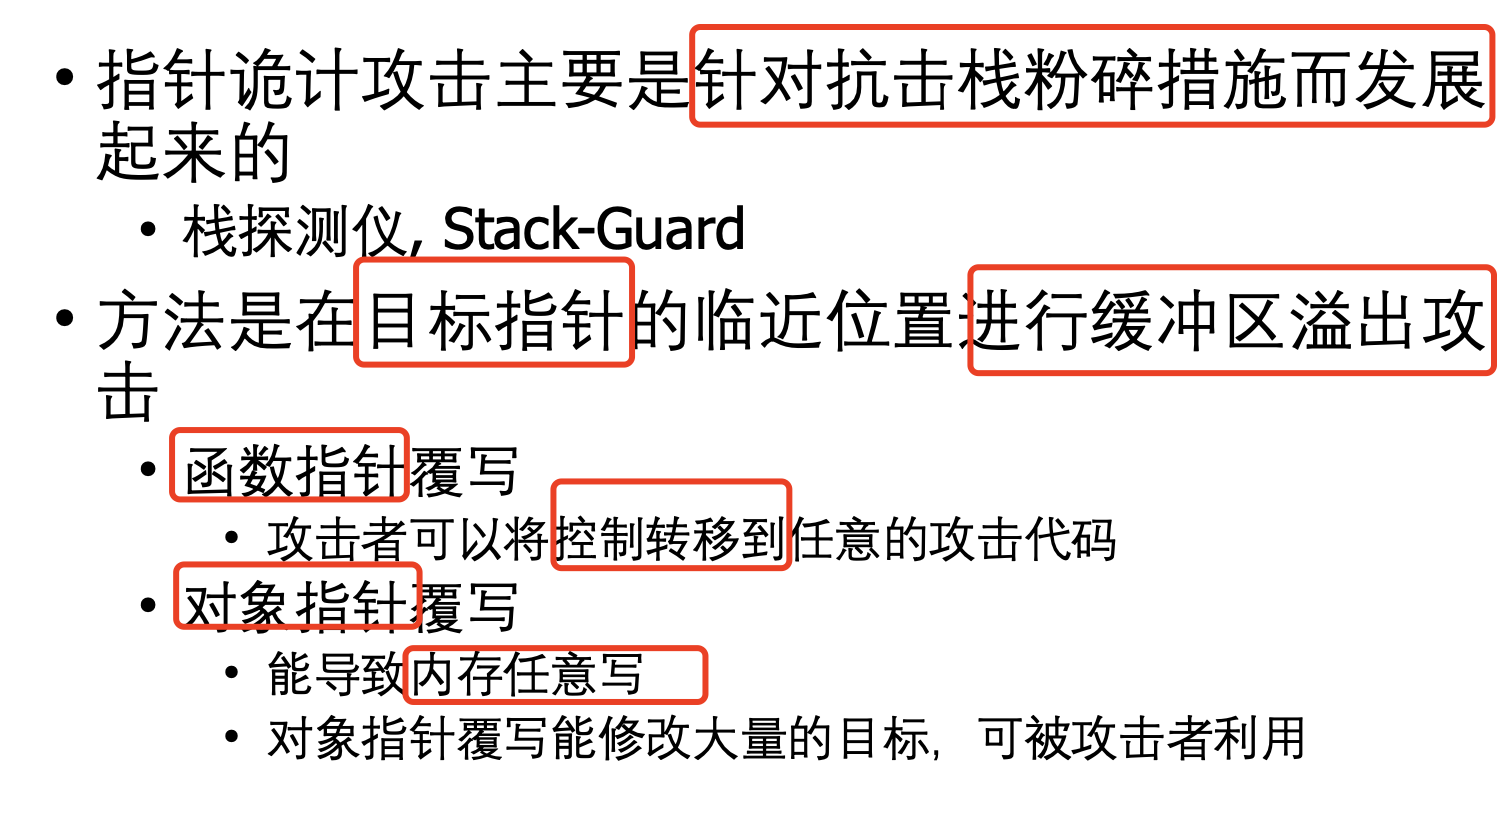 • 指针诡计攻击主要是针对抗击栈粉碎措施而发展
起来的
• 栈探测仪, Stack-Guard
• 方法是在目标指针的临近位置进行缓冲区溢出攻
击
• 函数指针覆写
• 攻击者可以将控制转移到任意的攻击代码
• 对象指针覆写
• 能导致内存任意写
• 对象指针覆写能修改大量的目标，可被攻击者利用